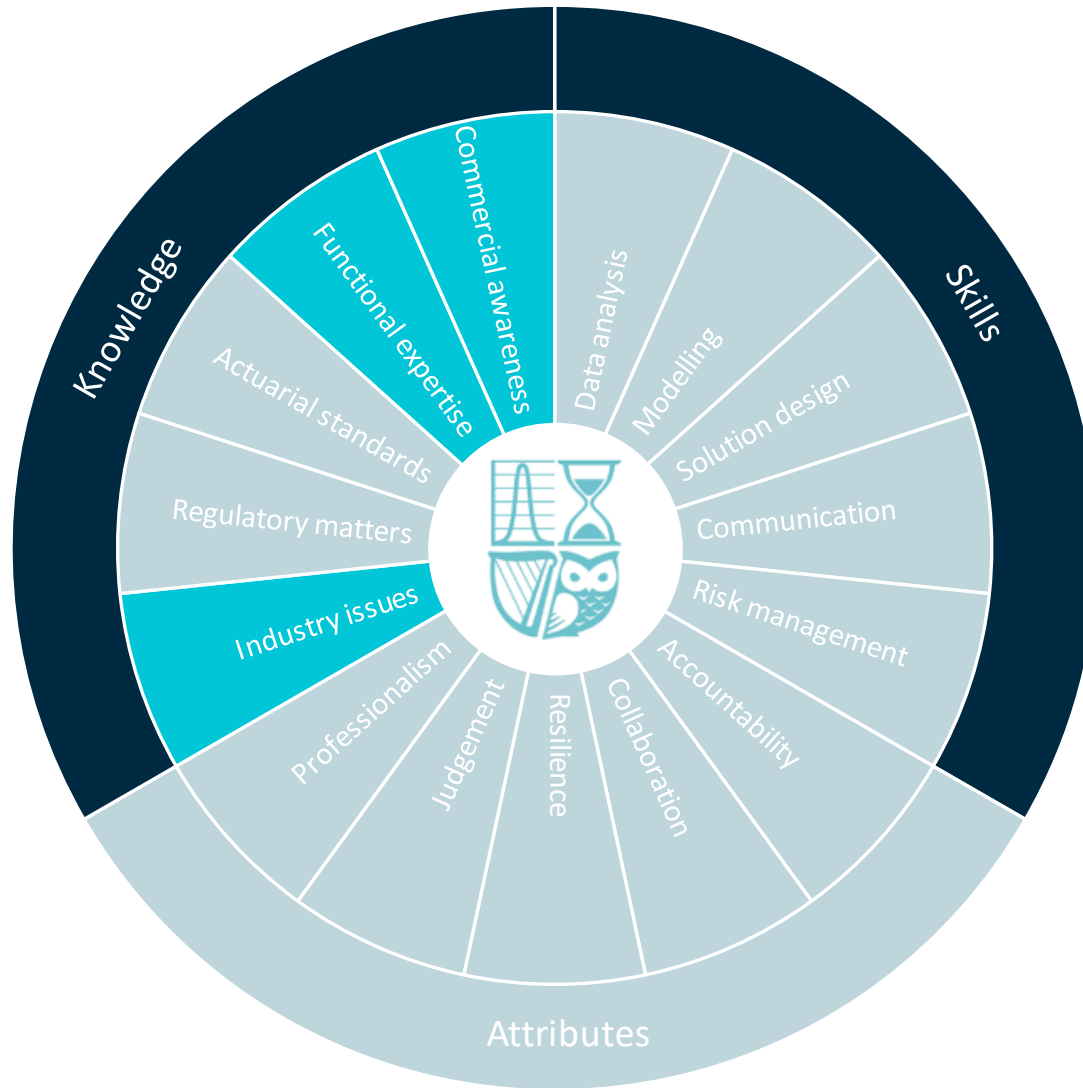 Knowledge
Skills
Attributes
Commercial awareness
Functional expertise
Actuarial standards
Regulatory matters
Industry issues
Data analysis
Modelling
Solution design
Communication
Risk management
Accountability
Collaboration
Resilience
Judgement
Professionalism